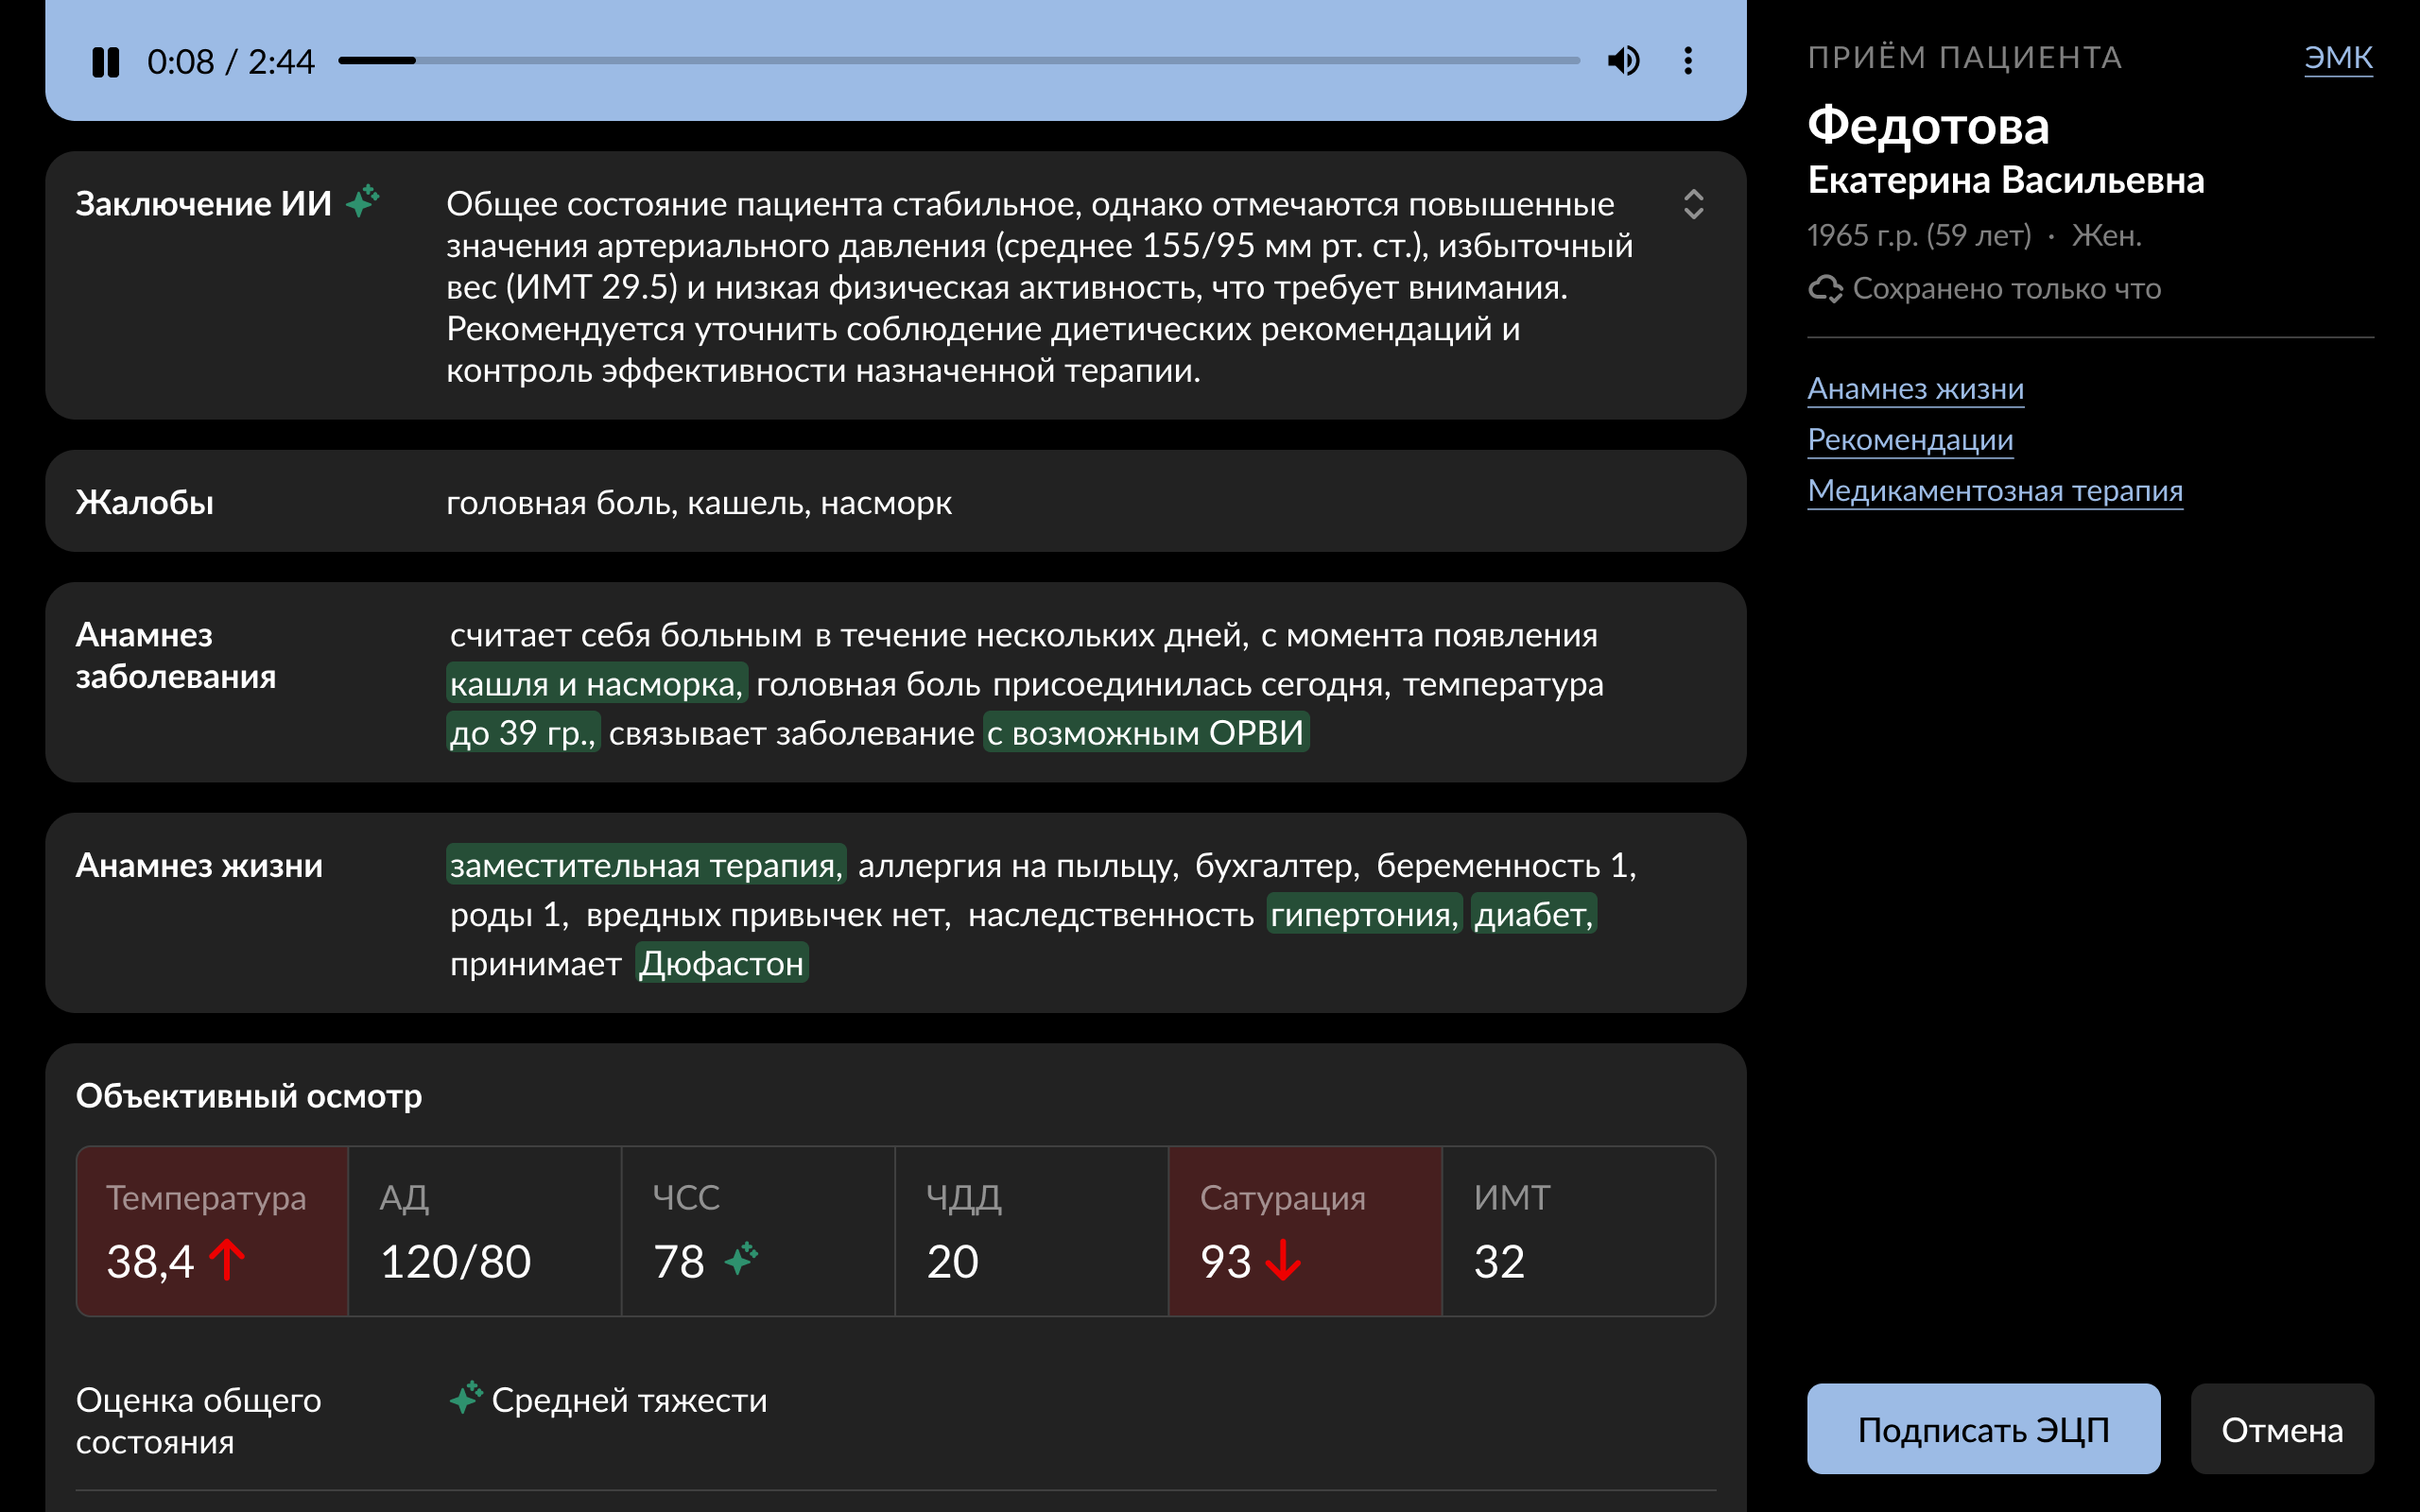 0:08 / 2:44
Заключение ИИ
Общее состояние пациента стабильное, однако отмечаются повышенные
значения артериального давления (среднее 155/95 мм рт. ст.), избыточный
вес (ИМТ 29.5) и низкая физическая активность, что требует внимания.
Рекомендуется уточнить соблюдение диетических рекомендаций и
контроль эффективности назначенной терапии.
Жалобы
головная боль, кашель, насморк
Анамнез
заболевания
считает себя больным в течение нескольких дней, с момента появления
кашля и насморка, головная боль присоединилась сегодня, температура
до 39 гр., связывает заболевание с возможным ОРВИ
Анамнез жизни
заместительная терапия, аллергия на пыльцу, бухгалтер, беременность 1,
роды 1, вредных привычек нет, наследственность гипертония, диабет,
принимает Дюфастон
Объективный осмотр
Температура
38,4
АД
120/80
ЧСС
78
ЧДД
20
Сатурация
93
ИМТ
32
Оценка общего
состояния
Средней тяжести
ПРИЁМ ПАЦИЕНТА
ЭМК
Федотова
Екатерина Васильевна
1965 г.р. (59 лет) · Жен.
Сохранено только что
Анамнез жизни
Рекомендации
Медикаментозная терапия
Подписать ЭЦП
Отмена